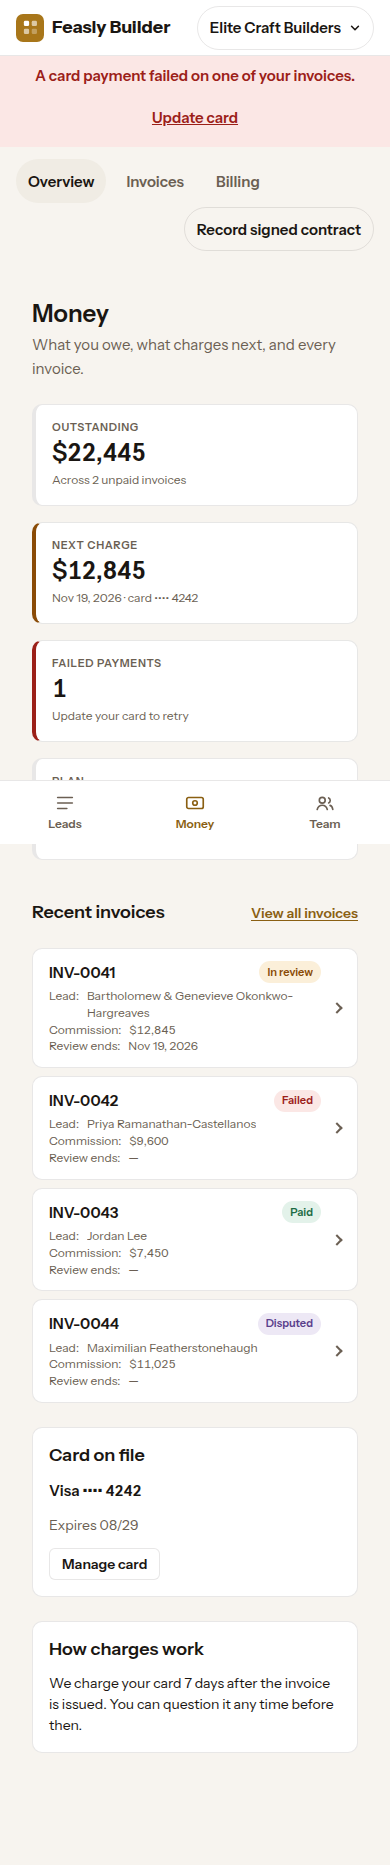 Feasly Builder
Elite Craft Builders
A card payment failed on one of your invoices.
Update card
Overview
Invoices
Billing
Record signed contract
Money
What you owe, what charges next, and every
invoice.
OUTSTANDING
$22,445
Across 2 unpaid invoices
NEXT CHARGE
$12,845
Nov 19, 2026 · card •••• 4242
FAILED PAYMENTS
1
Update your card to retry
PLAN
Leads
Money
Team
Recent invoices
View all invoices
INV-0041
In review
Lead: Bartholomew & Genevieve Okonkwo-
Hargreaves
Commission: $12,845
Review ends: Nov 19, 2026
INV-0042
Failed
Lead: Priya Ramanathan-Castellanos
Commission: $9,600
Review ends: —
INV-0043
Paid
Lead: Jordan Lee
Commission: $7,450
Review ends: —
INV-0044
Disputed
Lead: Maximilian Featherstonehaugh
Commission: $11,025
Review ends: —
Card on file
Visa •••• 4242
Expires 08/29
Manage card
How charges work
We charge your card 7 days after the invoice
is issued. You can question it any time before
then.